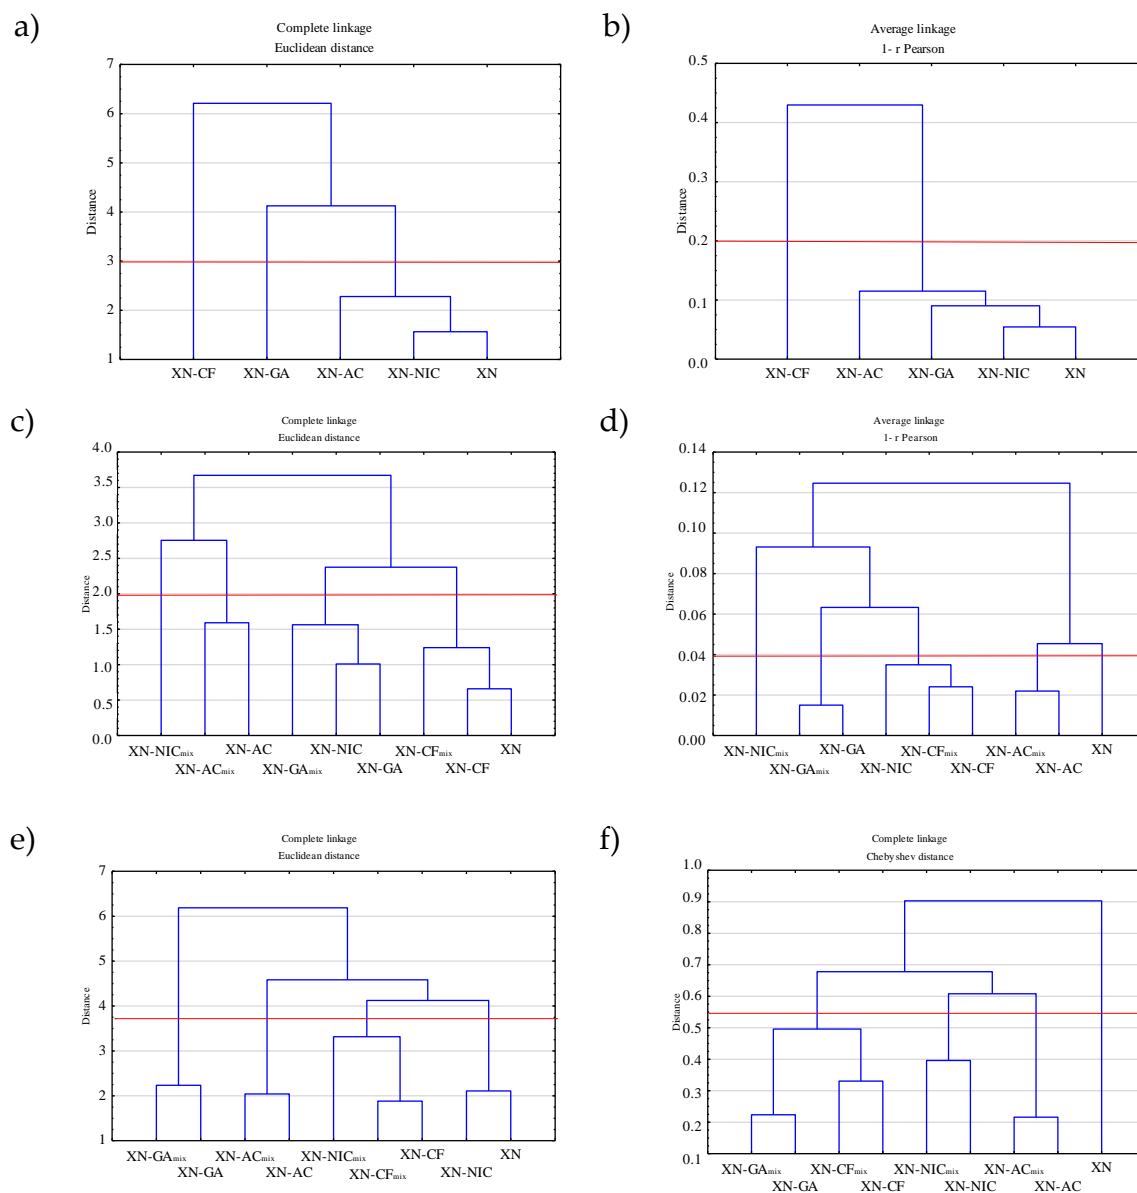 a)
Complete linkage
Euclidean distance
7
6
5
4
3
2
1
Distance
XN-CF XN-GA XN-AC XN-NIC XN
b)
Average linkage
1- r Pearson
0.5
0.4
0.3
0.2
0.1
0.0
Distance
XN-CF XN-AC XN-GA XN-NIC XN
c)
Complete linkage
Euclidean distance
4.0
3.5
3.0
2.5
2.0
1.5
1.0
0.5
0.0
Distance
XN-NICmix XN-AC XN-NIC XN-CFmix XN
XN-ACmix XN-GAmix XN-GA XN-CF
d)
Average linkage
1- r Pearson
0.14
0.12
0.10
0.08
0.06
0.04
0.02
0.00
Distance
XN-NICmix XN-GA XN-CFmix XN-ACmix XN
XN-GAmix XN-NIC XN-CF XN-AC
e)
Complete linkage
Euclidean distance
7
6
5
4
3
2
1
Distance
XN-GAmix XN-ACmix XN-NICmix XN-CF XN
XN-GA XN-AC XN-CFmix XN-NIC
f)
Complete linkage
Chebyshev distance
1.0
0.9
0.8
0.7
0.6
0.5
0.4
0.3
0.2
0.1
Distance
XN-GAmix XN-CFmix XN-NICmix XN-ACmix XN
XN-GA XN-CF XN-NIC XN-AC